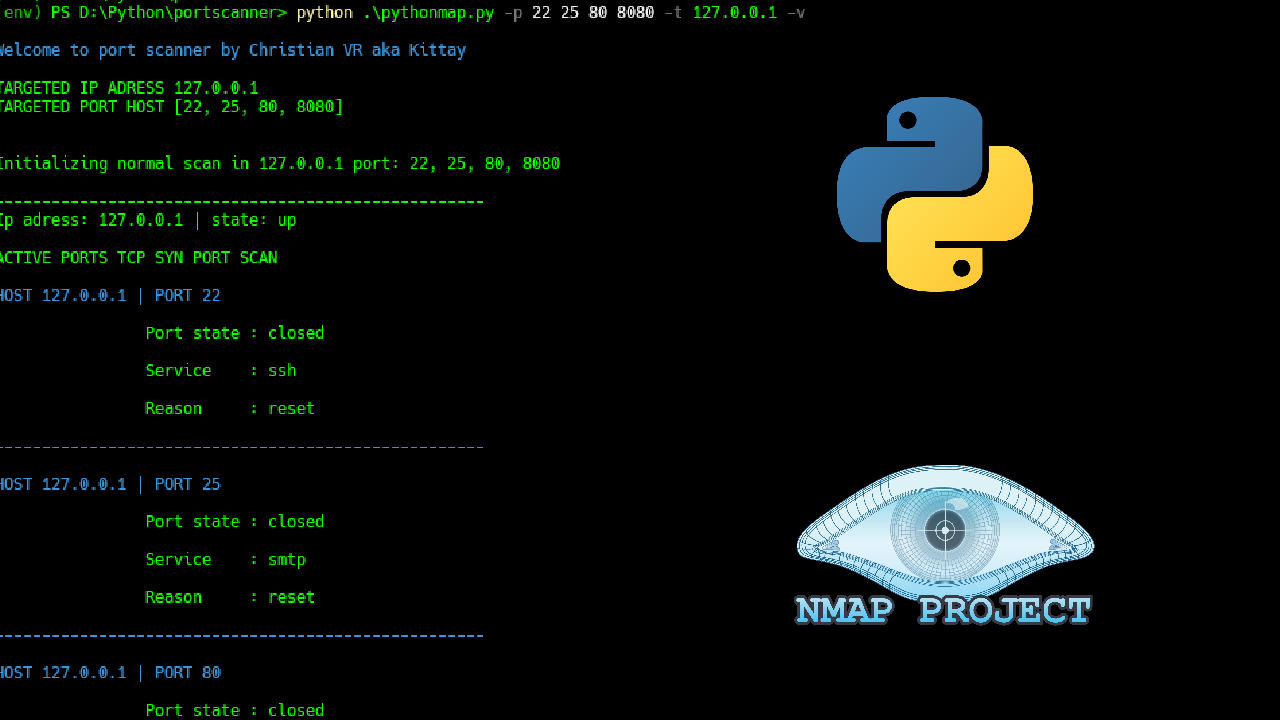 (env) PS D:\Python\portscanner> python .\pythonmap.py -p 22 25 80 8080 -t 127.0.0.1 -v
Welcome to port scanner by Christian VR aka Kittay
TARGETED IP ADRESS 127.0.0.1
TARGETED PORT HOST [22, 25, 80, 8080]
Initializing normal scan in 127.0.0.1 port: 22, 25, 80, 8080
-----------------------------------------------------
Ip adress: 127.0.0.1 | state: up
ACTIVE PORTS TCP SYN PORT SCAN
HOST 127.0.0.1 | PORT 22
Port state : closed
Service    : ssh
Reason     : reset
-----------------------------------------------------
HOST 127.0.0.1 | PORT 25
Port state : closed
Service    : smtp
Reason     : reset
-----------------------------------------------------
HOST 127.0.0.1 | PORT 80
Port state : closed
NMAP PROJECT